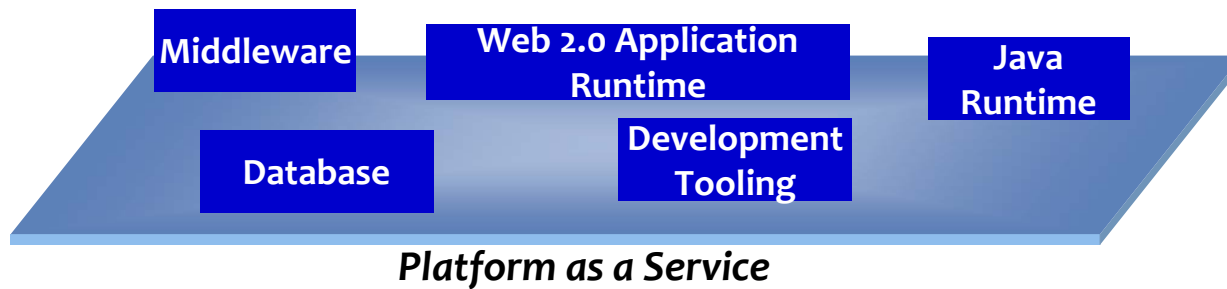 Middleware
Web 2.0 Application
Runtime
Java
Runtime
Database
Development
Tooling
Platform as a Service